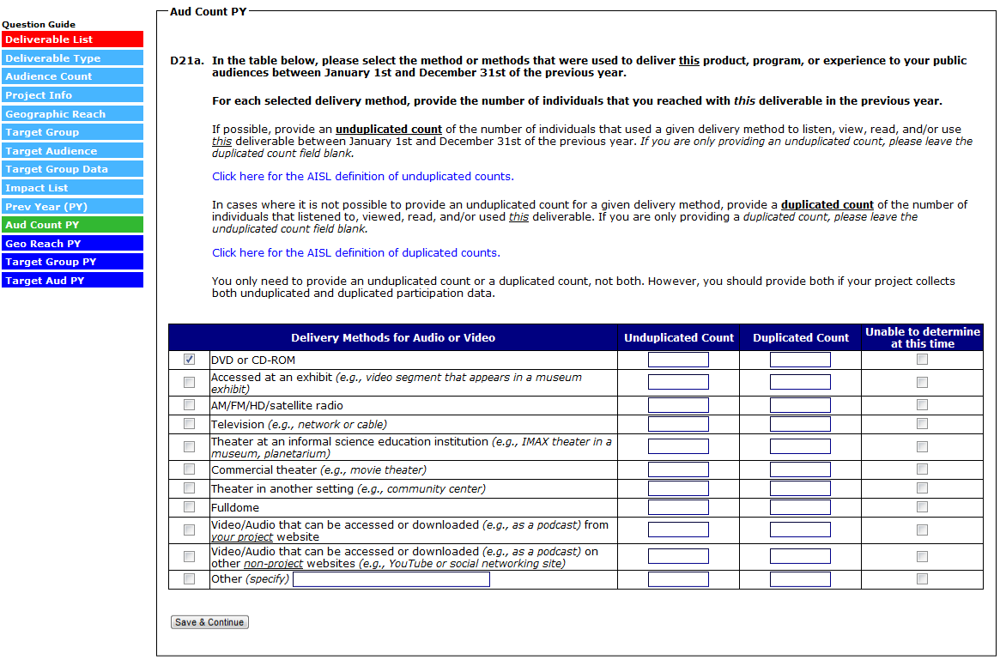 Question Guide
Deliverable List
Deliverable Type
Audience Count
Project Info
Geographic Reach
Target Group
Target Audience
Target Group Data
Impact List
Prev Year (PY)
Aud Count PY
Geo Reach PY
Target Group PY
Target Aud PY
Aud Count PY
D21a. In the table below, please select the method or methods that were used to deliver this product, program, or experience to your public
audiences between January 1st and December 31st of the previous year.
For each selected delivery method, provide the number of individuals that you reached with this deliverable in the previous year.
If possible, provide an unduplicated count of the number of individuals that used a given delivery method to listen, view, read, and/or use
this deliverable between January 1st and December 31st of the previous year. If you are only providing an unduplicated count, please leave the
duplicated count field blank.
Click here for the AISL definition of unduplicated counts.
In cases where it is not possible to provide an unduplicated count for a given delivery method, provide a duplicated count of the number of
individuals that listened to, viewed, read, and/or used this deliverable. If you are only providing a duplicated count, please leave the
unduplicated count field blank.
Click here for the AISL definition of duplicated counts.
You only need to provide an unduplicated count or a duplicated count, not both. However, you should provide both if your project collects
both unduplicated and duplicated participation data.
Delivery Methods for Audio or Video Unduplicated Count Duplicated Count Unable to determine
at this time
DVD or CD-ROM
Accessed at an exhibit (e.g., video segment that appears in a museum
exhibit)
AM/FM/HD/satellite radio
Television (e.g., network or cable)
Theater at an informal science education institution (e.g., IMAX theater in a
museum, planetarium)
Commercial theater (e.g., movie theater)
Theater in another setting (e.g., community center)
Fulldome
Video/Audio that can be accessed or downloaded (e.g., as a podcast) from
your project website
Video/Audio that can be accessed or downloaded (e.g., as a podcast) on
other non-project websites (e.g., YouTube or social networking site)
Other (specify)
Save & Continue